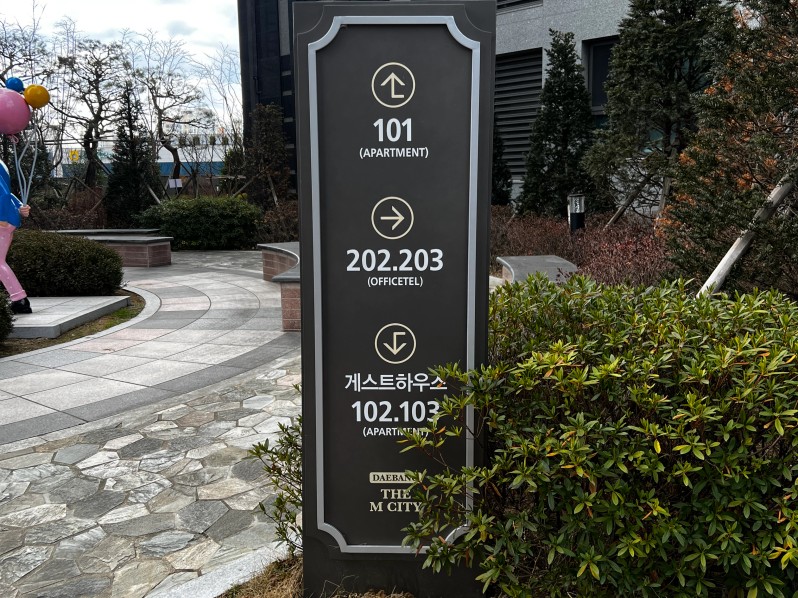 101
(APARTMENT)
202.203
(OFFICETEL)
게스트하우스
102.103
(APARTMENT)
DAEBANG
THE
M CITY